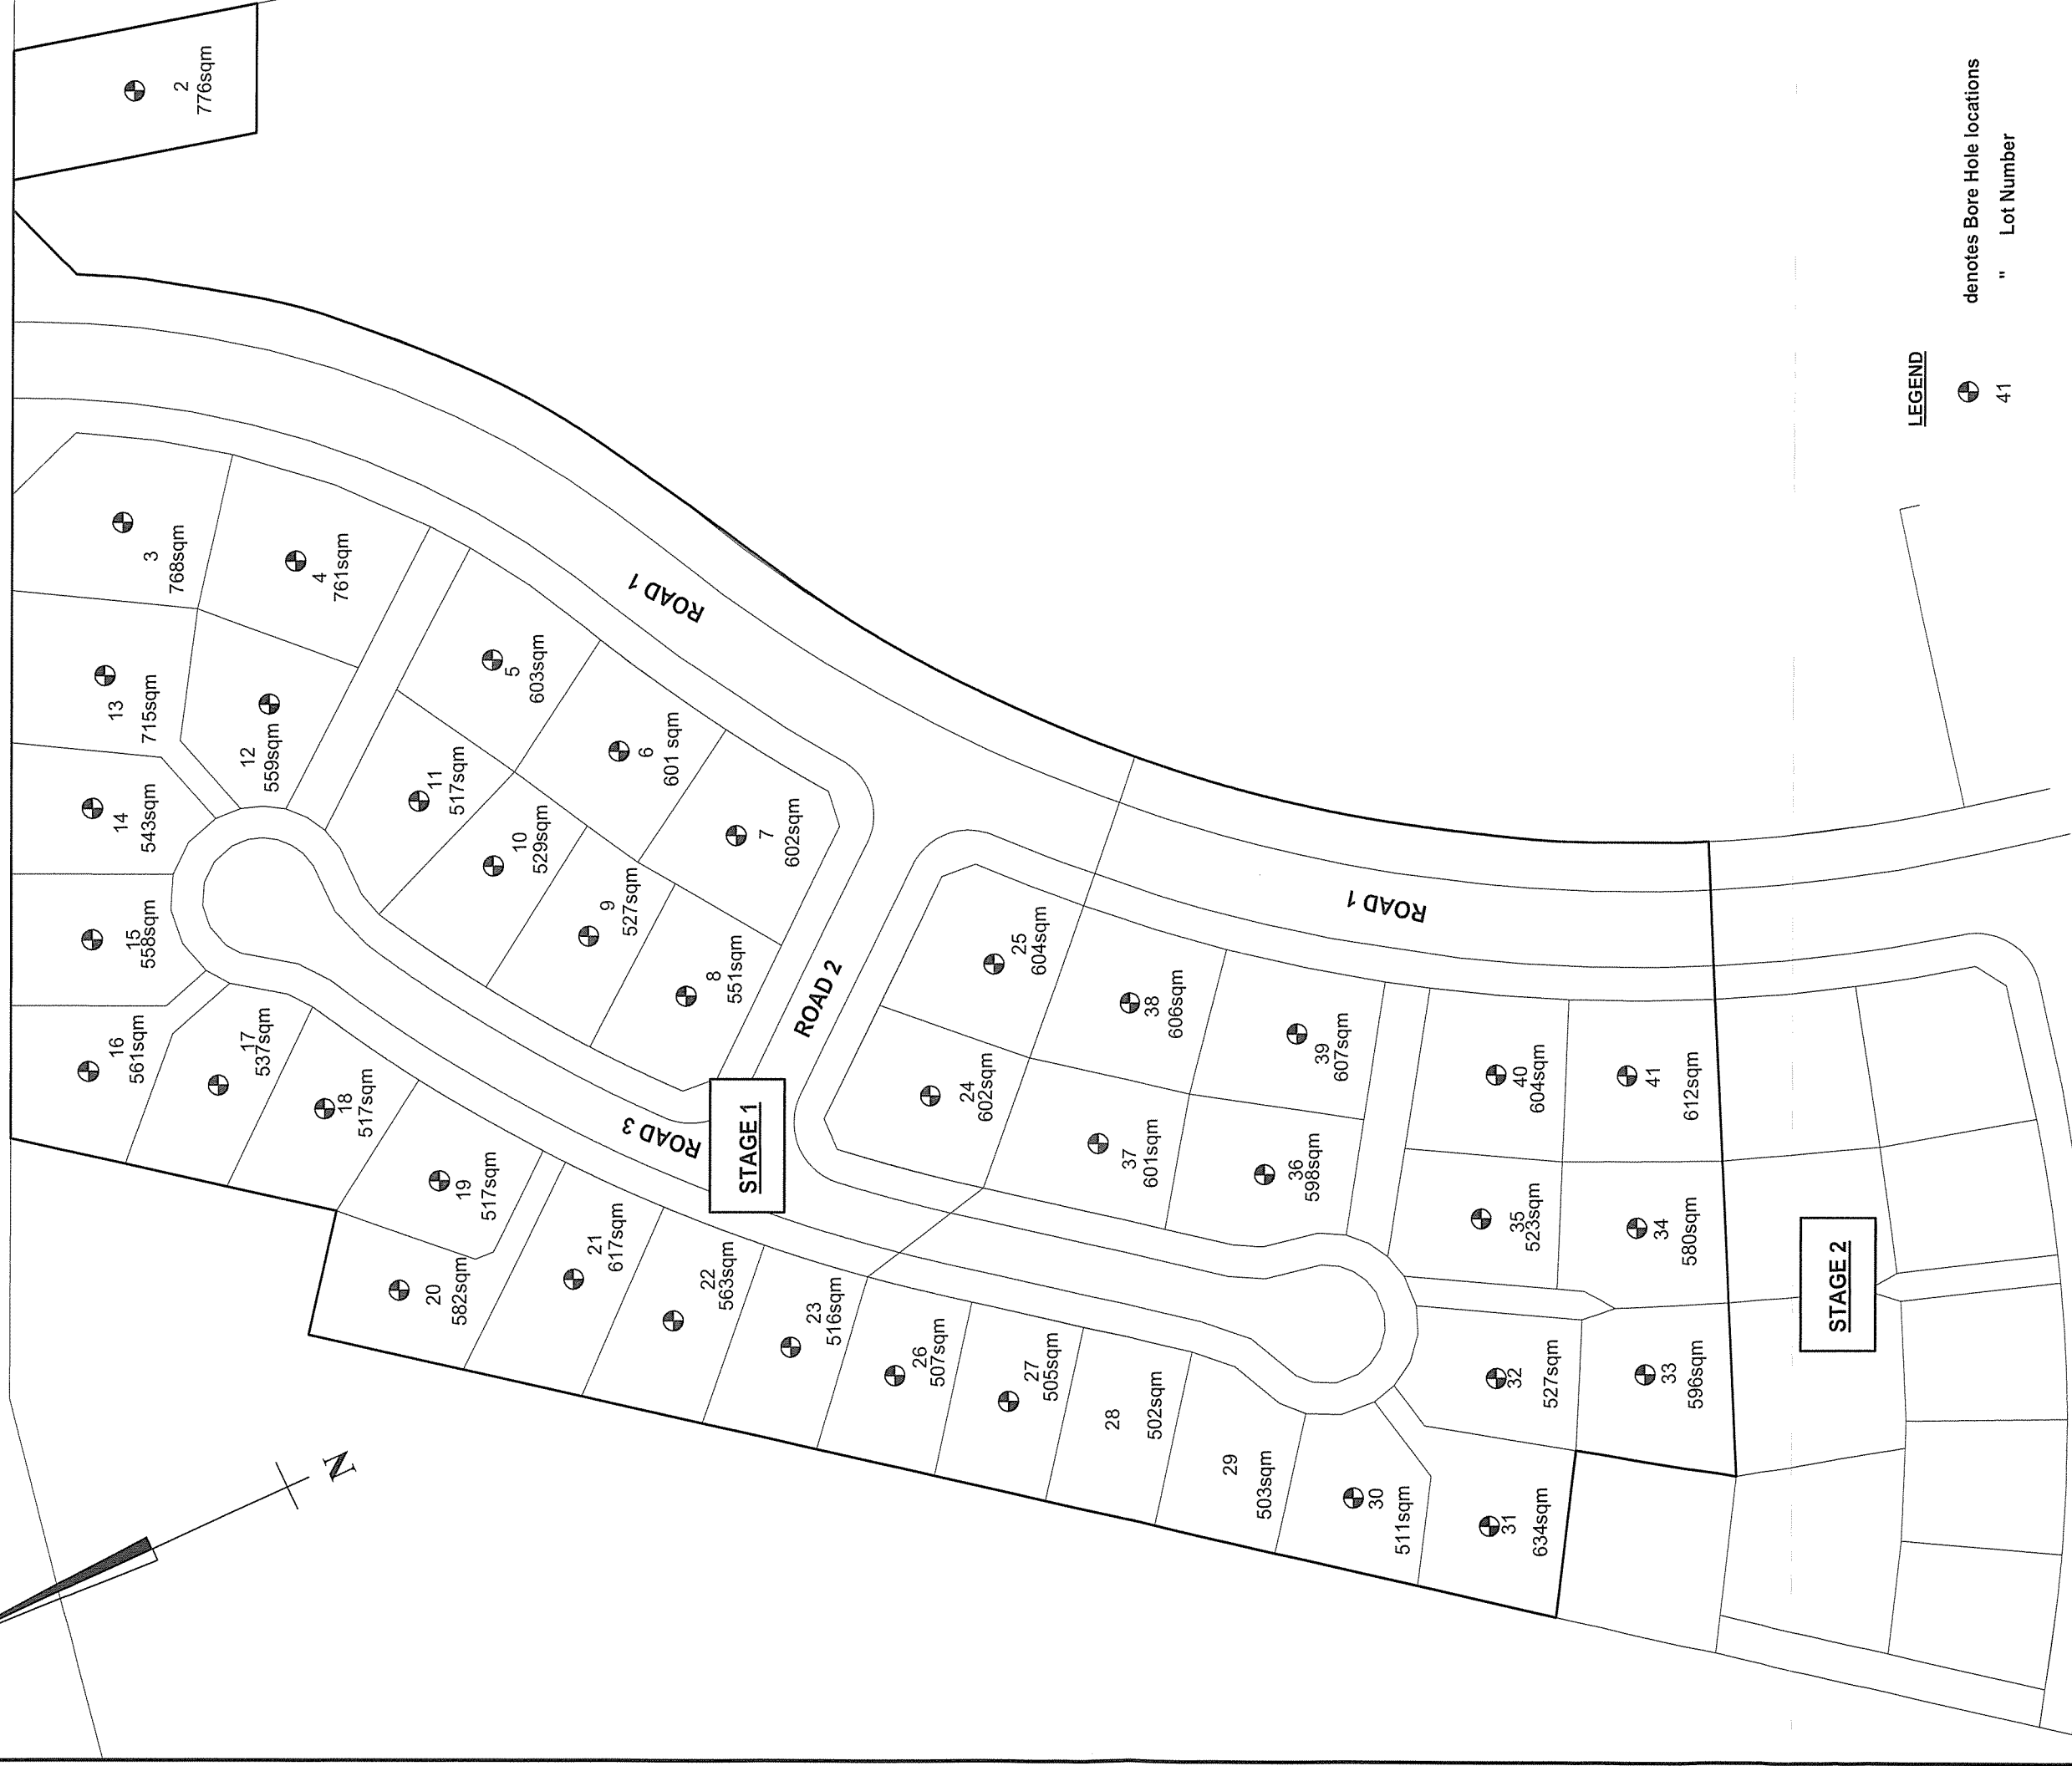 2
776sqm
3
768sqm
4
761sqm
13
715sqm
12
559sqm
14
543sqm
15
558sqm
16
561sqm
17
537sqm
18
517sqm
19
517sqm
20
582sqm
5
603sqm
6
601 sqm
7
602sqm
11
517sqm
10
529sqm
9
527sqm
8
551sqm
ROAD 1
ROAD 2
ROAD 3
STAGE 1
21
617sqm
22
563sqm
23
516sqm
24
602sqm
25
604sqm
26
507sqm
27
505sqm
28
502sqm
29
503sqm
30
511sqm
31
634sqm
32
527sqm
33
596sqm
34
580sqm
35
523sqm
36
598sqm
37
601sqm
38
606sqm
39
607sqm
40
604sqm
41
612sqm
ROAD 1
STAGE 2
N
LEGEND
denotes Bore Hole locations
41 " Lot Number